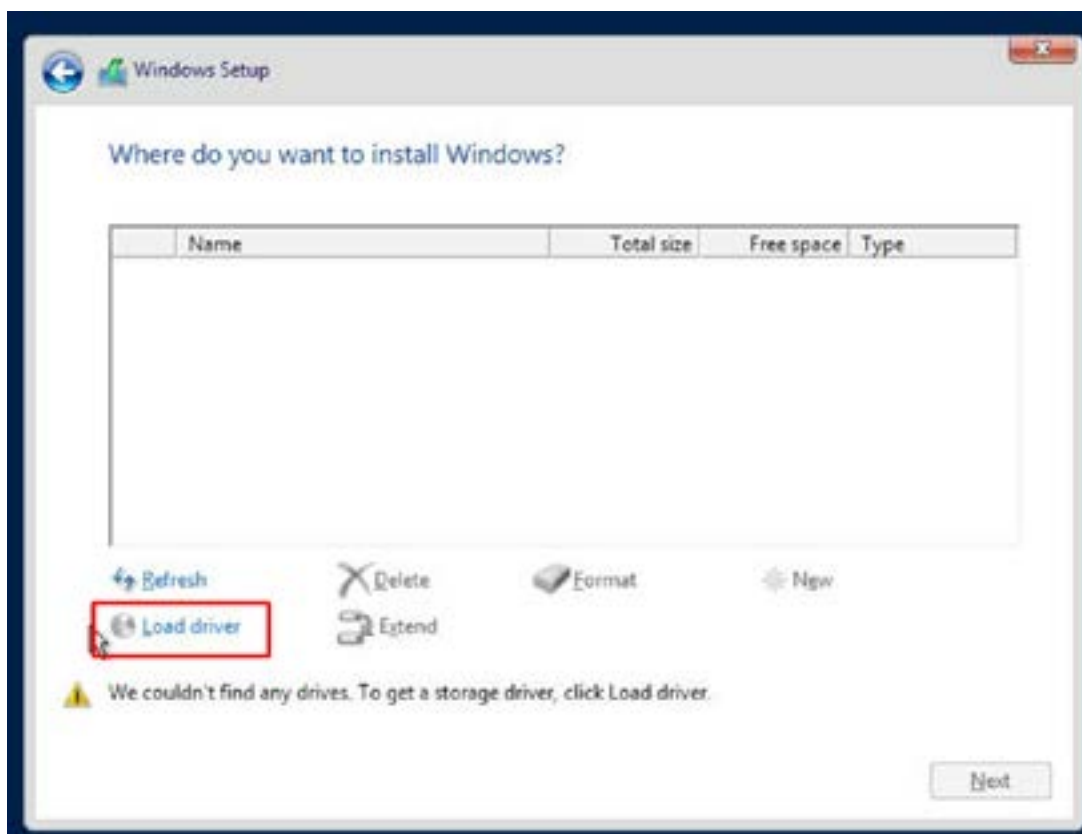 Windows Setup
Where do you want to install Windows?
Name Total size Free space Type
Refresh Delete Format New
Load driver Extend
We couldn't find any drives. To get a storage driver, click Load driver.
Next